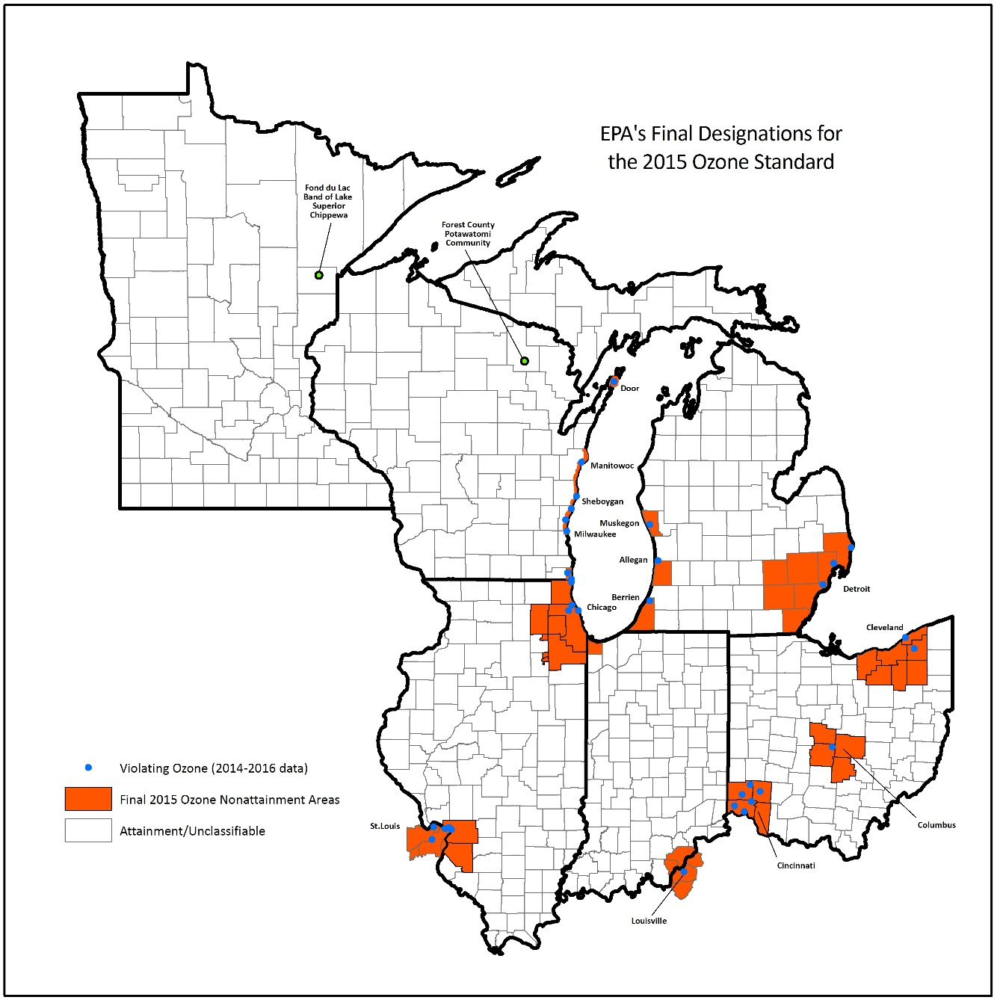 EPA's Final Designations for
the 2015 Ozone Standard
Fond du Lac
Band of Lake
Superior
Chippewa
Forest County
Potawatomi
Community
Door
Manitowoc
Sheboygan
Muskegon
Milwaukee
Allegan
Detroit
Berrien
Chicago
Cleveland
Violating Ozone (2014-2016 data)
Final 2015 Ozone Nonattainment Areas
Attainment/Unclassifiable
St.Louis
Columbus
Cincinnati
Louisville